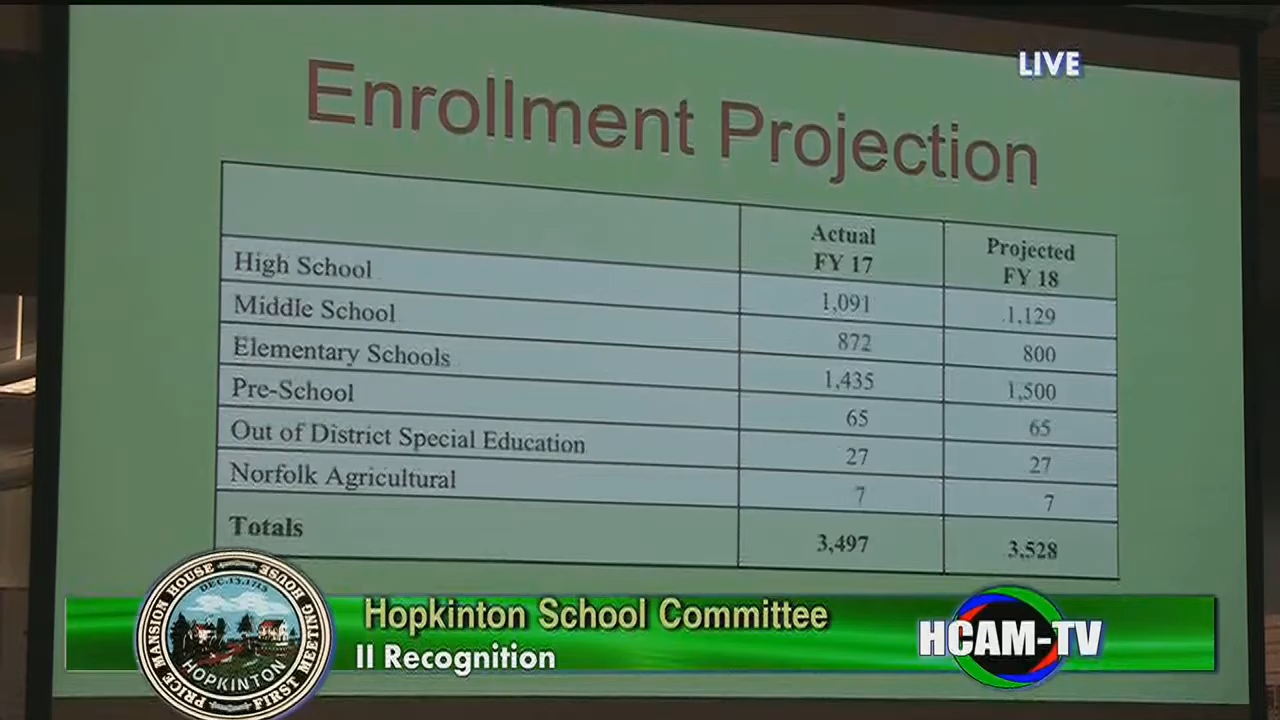 LIVE
Enrollment Projection
Actual FY 17 Projected FY 18
High School 1,091 1,129
Middle School 872 800
Elementary Schools 1,435 1,500
Pre-School 65 65
Out of District Special Education 27 27
Norfolk Agricultural 7 7
Totals 3,497 3,528
Hopkinton School Committee
II Recognition
HCAM-TV
PRICE MANSION HOUSE
FIRST MEETING HOUSE
DEC. 13, 1715
HOPKINTON